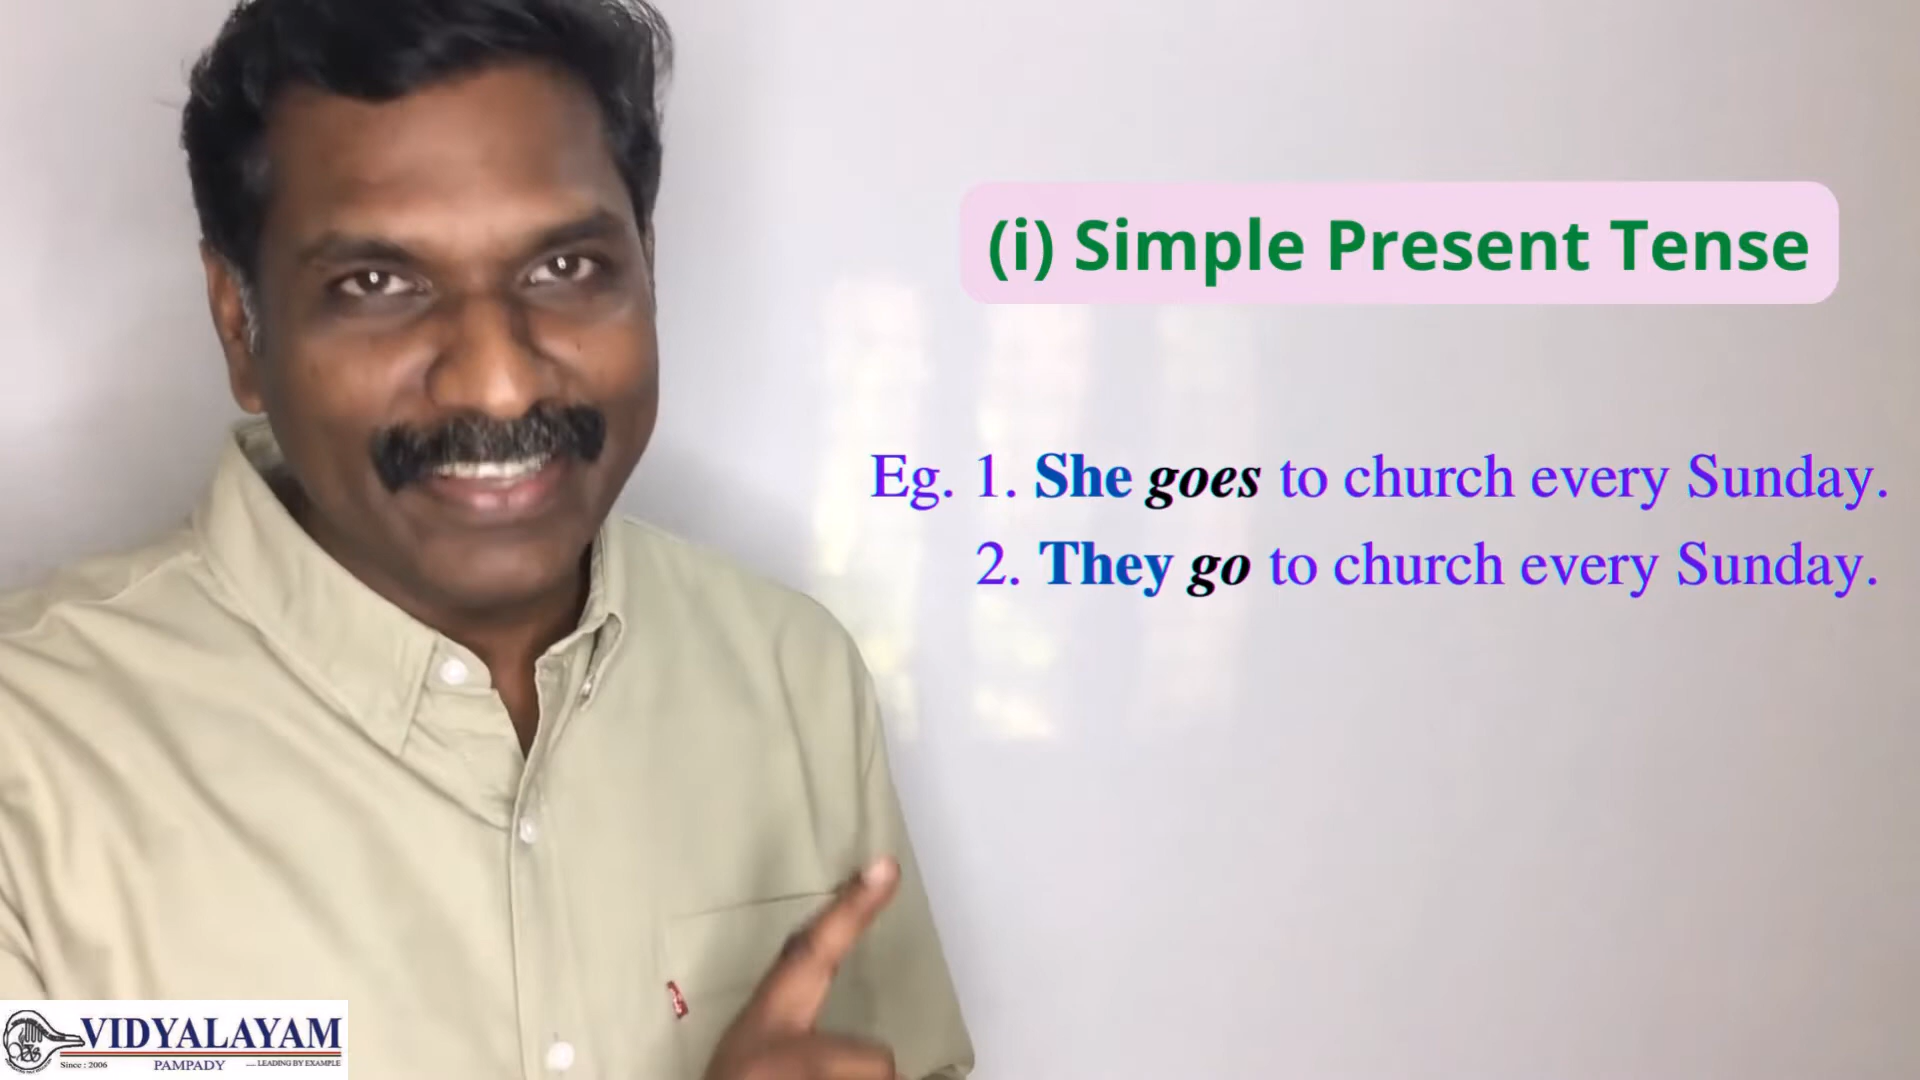 (i) Simple Present Tense
Eg. 1. She goes to church every Sunday.
2. They go to church every Sunday.
VIDYALAYAM
Since : 2006 PAMPADY .... LEADING BY EXAMPLE